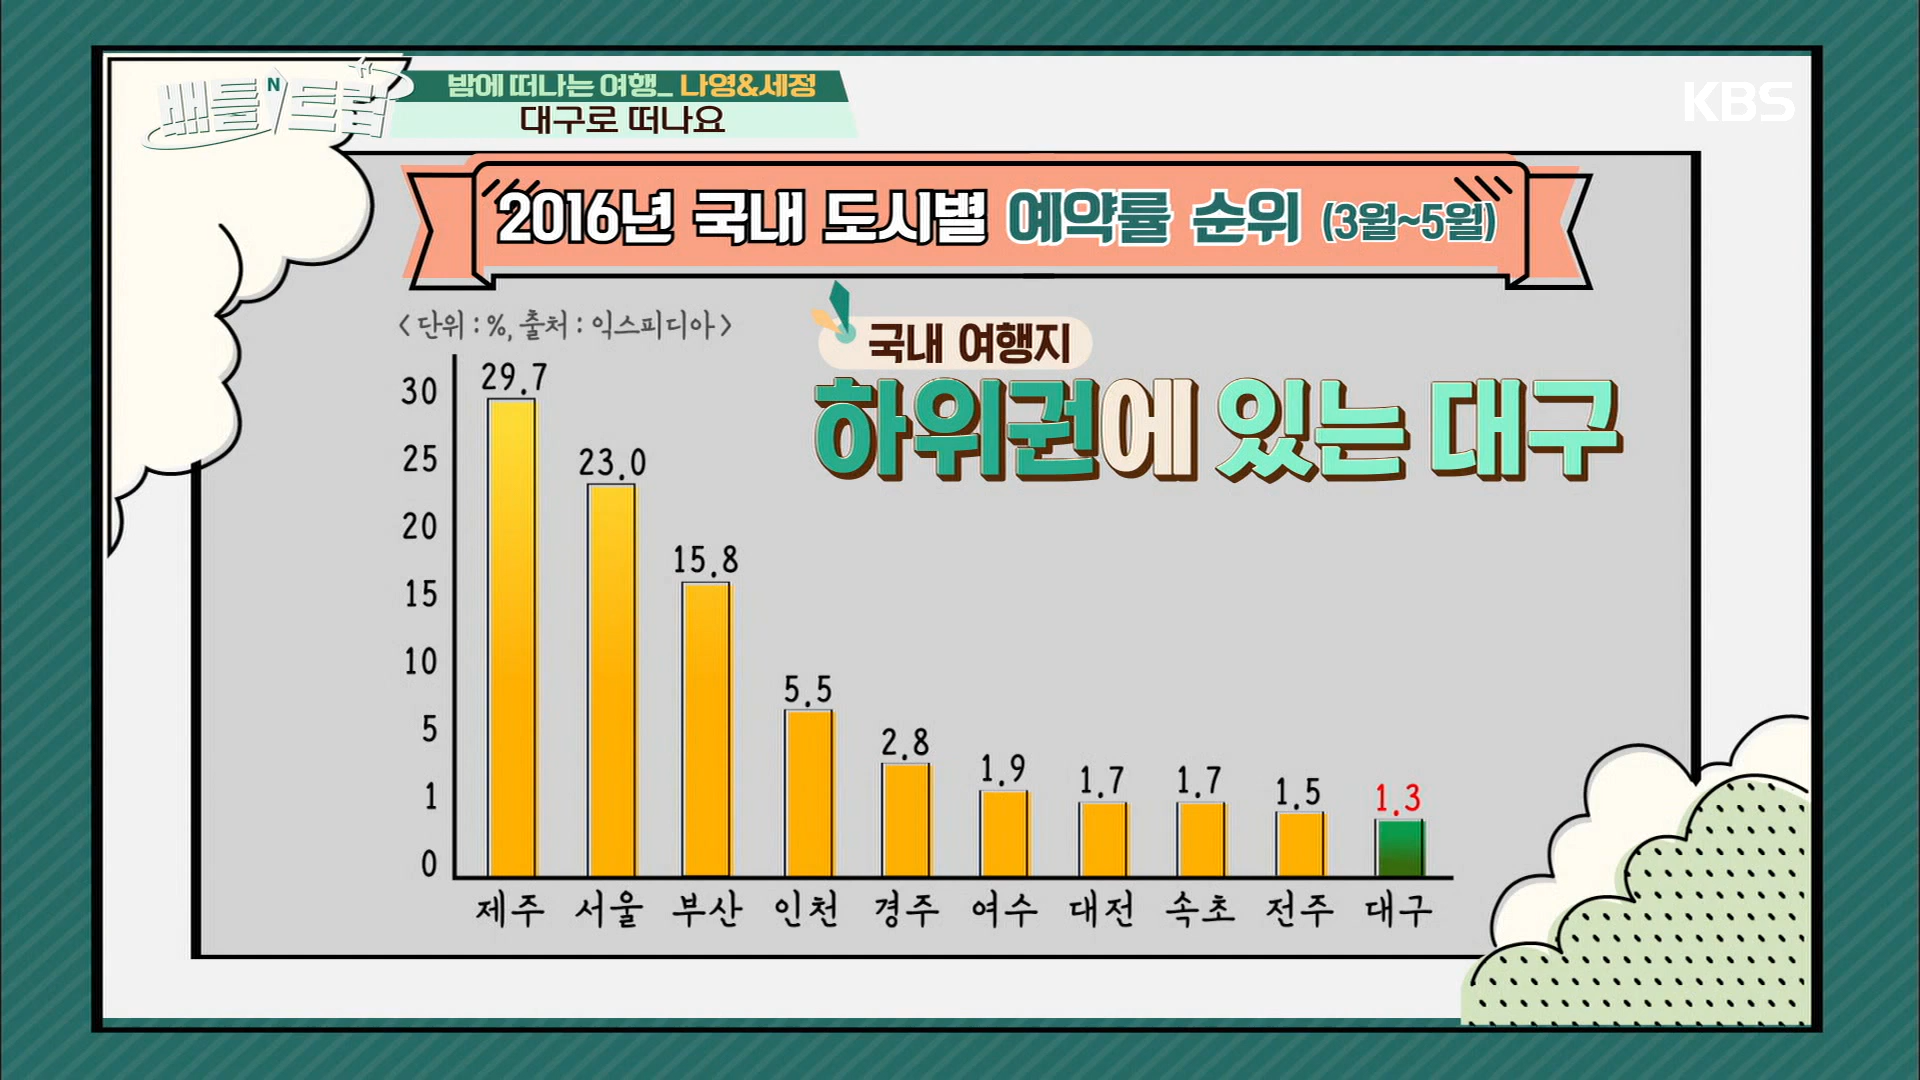 배틀트립
N
밤에 떠나는 여행_ 나영&세정
대구로 떠나요
KBS
2016년 국내 도시별 예약률 순위 (3월~5월)
<단위 : %, 출처 : 익스피디아>
국내 여행지
하위권에 있는 대구
30
25
20
15
10
5
1
0
29.7
23.0
15.8
5.5
2.8
1.9
1.7
1.7
1.5
1.3
제주 서울 부산 인천 경주 여수 대전 속초 전주 대구